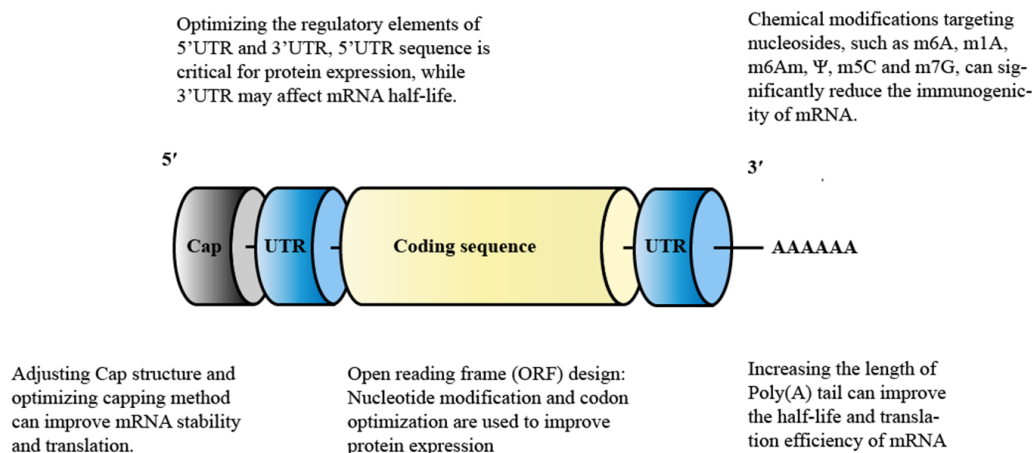 Optimizing the regulatory elements of
5’UTR and 3’UTR, 5’UTR sequence is
critical for protein expression, while
3’UTR may affect mRNA half-life.
Chemical modifications targeting
nucleosides, such as m6A, m1A,
m6Am, Ψ, m5C and m7G, can sig-
nificantly reduce the immunogenic-
ity of mRNA.
5′
3′
Cap
UTR
Coding sequence
UTR
AAAAAA
Adjusting Cap structure and
optimizing capping method
can improve mRNA stability
and translation.
Open reading frame (ORF) design:
Nucleotide modification and codon
optimization are used to improve
protein expression
Increasing the length of
Poly(A) tail can improve
the half-life and transla-
tion efficiency of mRNA